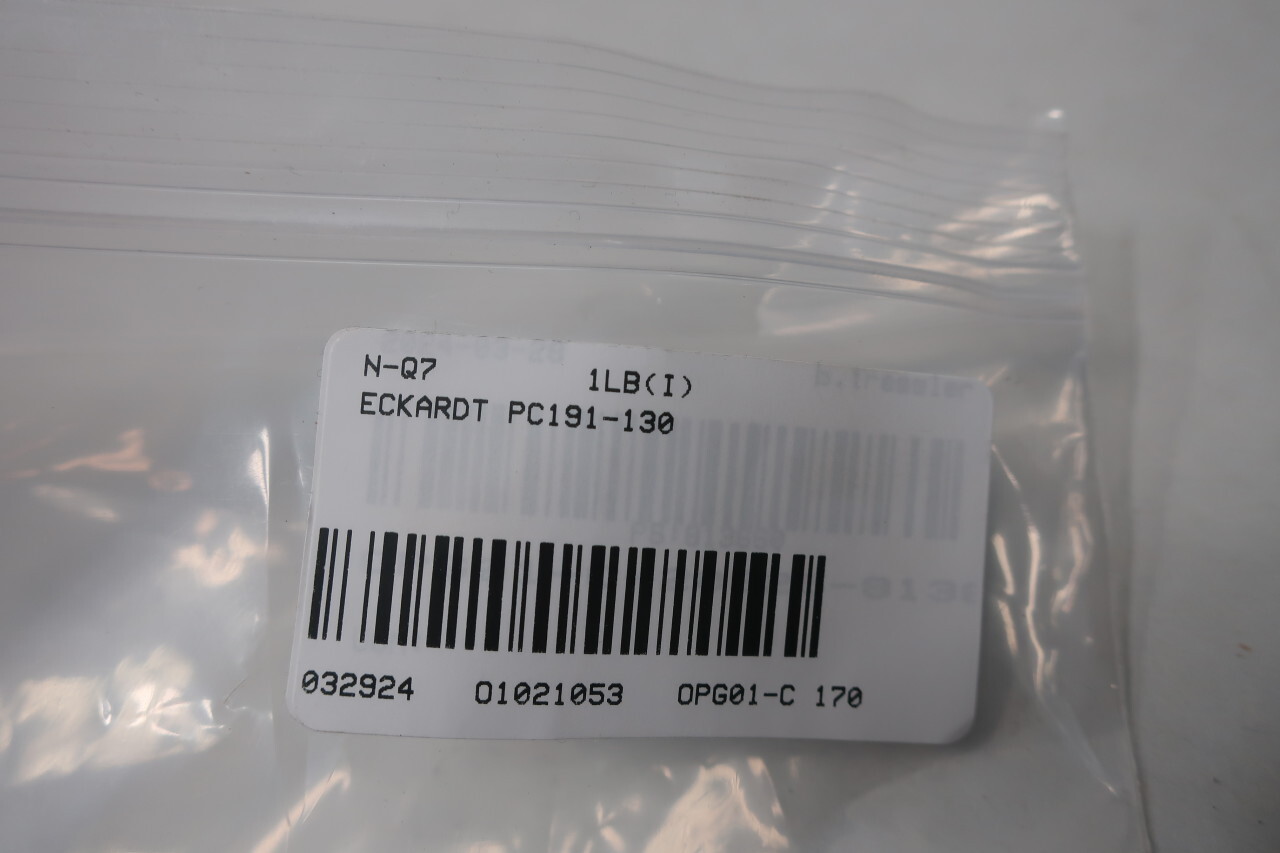 N-Q7 1LB(I)
ECKARDT PC191-130
032924 O1021053 OPG01-C 170